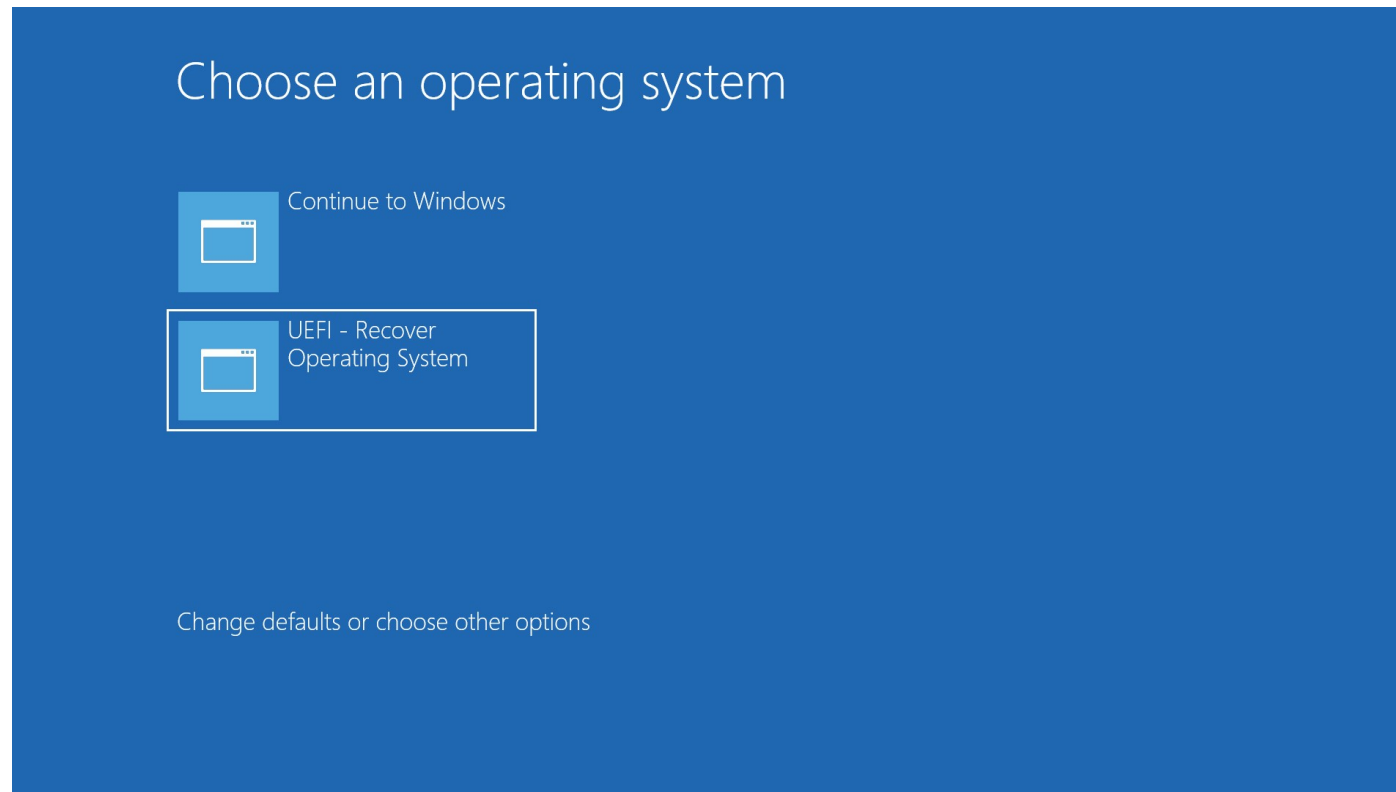 Choose an operating system
Continue to Windows
UEFI - Recover
Operating System
Change defaults or choose other options